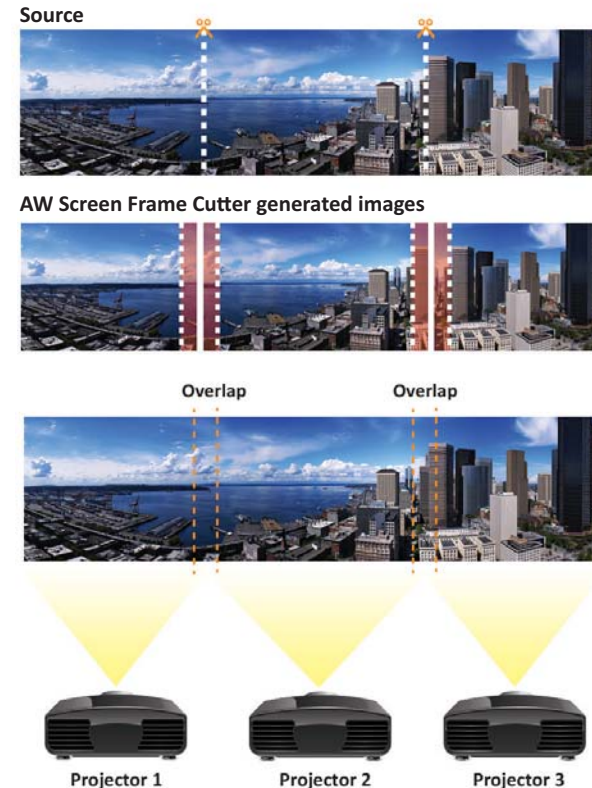 Source
AW Screen Frame Cutter generated images
Overlap Overlap
Projector 1 Projector 2 Projector 3